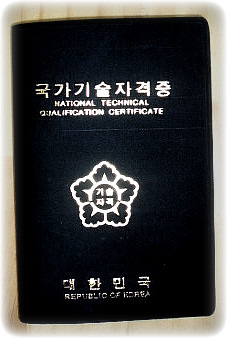 국가기술자격증
NATIONAL TECHNICAL
QUALIFICATION CERTIFICATE
기술
자격
대한민국
REPUBLIC OF KOREA